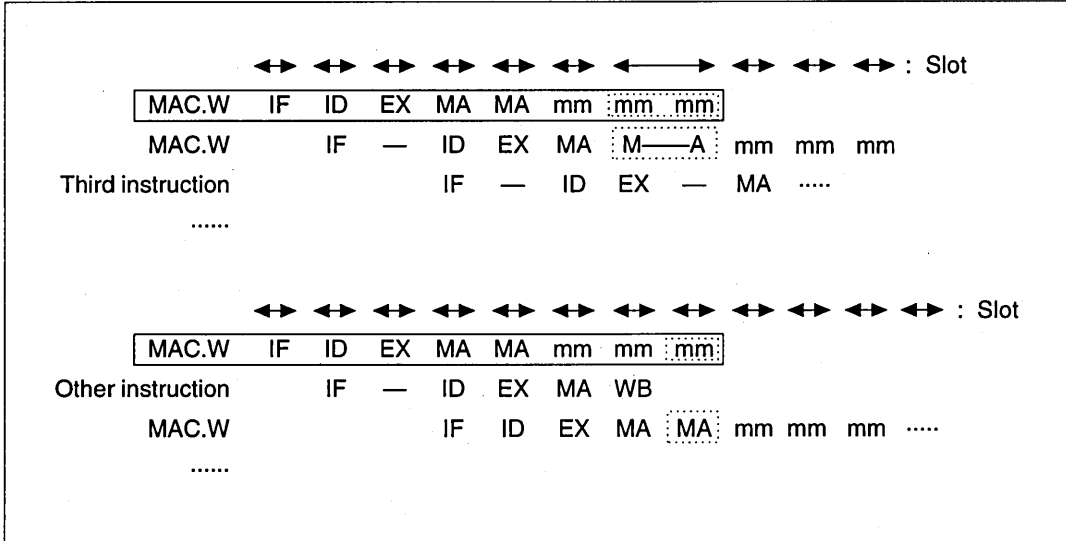 : Slot
MAC.W IF ID EX MA MA mm mm mm
MAC.W IF — ID EX MA M——A mm mm mm
Third instruction IF — ID EX — MA ·····
······
: Slot
MAC.W IF ID EX MA MA mm mm mm
Other instruction IF — ID EX MA WB
MAC.W IF ID EX MA MA mm mm mm ·····
······